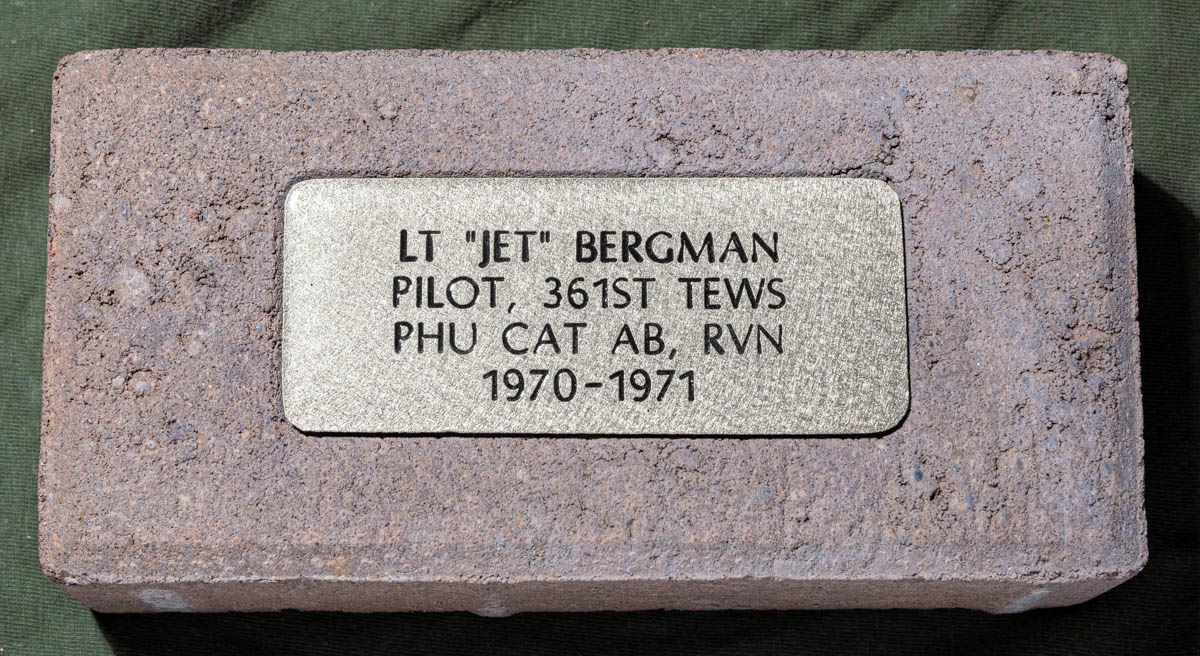 LT "JET" BERGMAN
PILOT, 361ST TEWS
PHU CAT AB, RVN
1970-1971